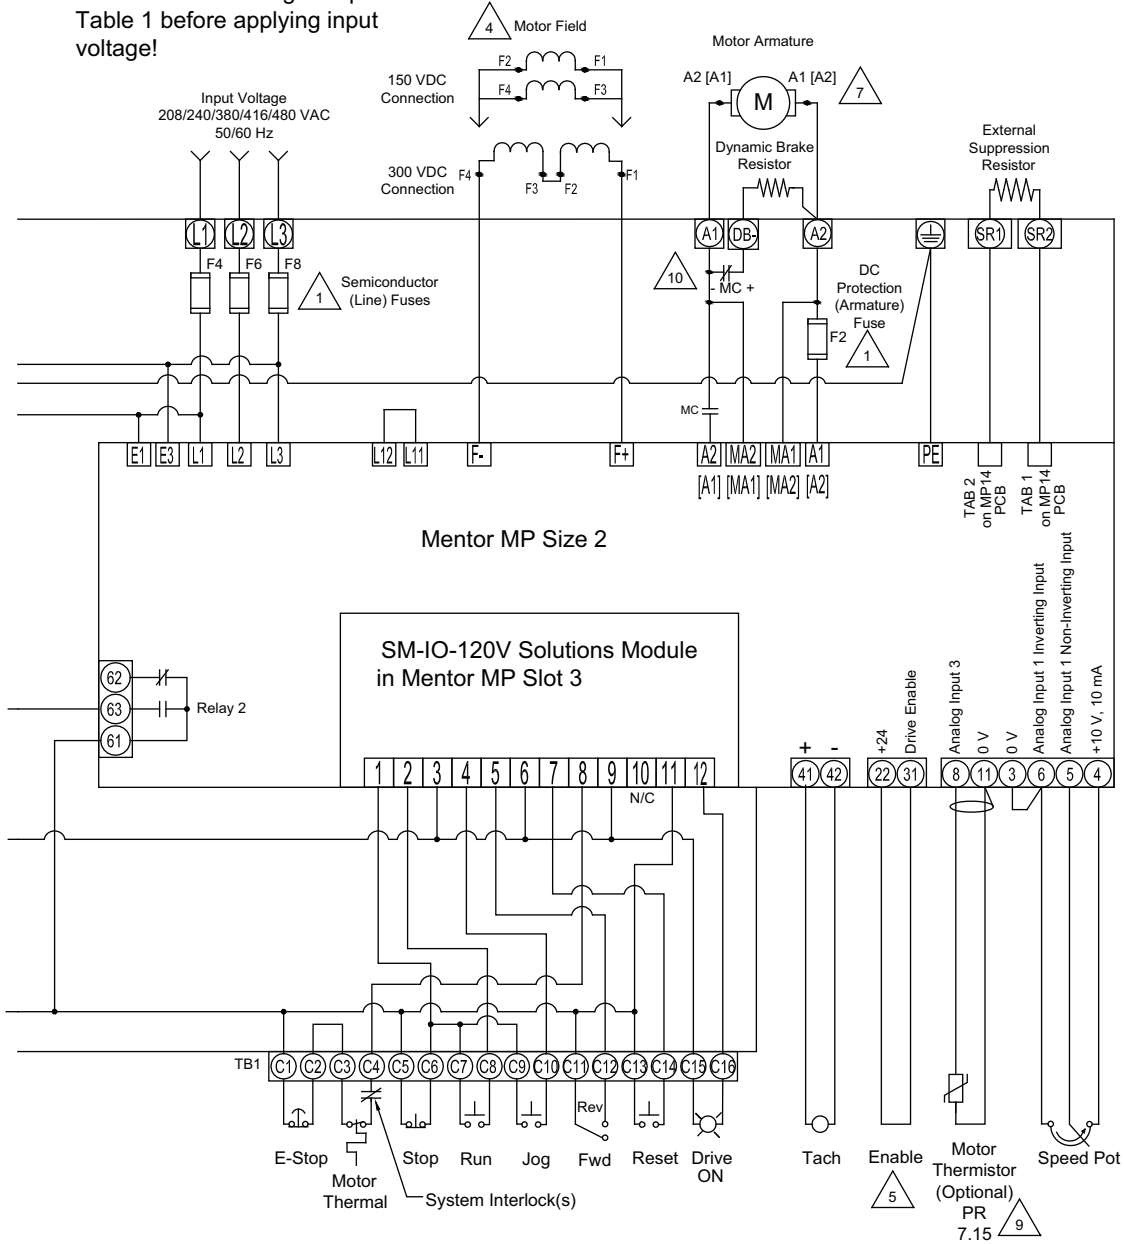 Table 1 before applying input
voltage!
4
Motor Field
F2
F1
150 VDC
Connection
F4
F3
300 VDC
Connection
F4
F3
F2
F1
Motor Armature
A2 [A1]
A1 [A2]
M
7
Dynamic Brake
Resistor
External
Suppression
Resistor
Input Voltage
208/240/380/416/480 VAC
50/60 Hz
L1
L2
L3
A1
DB-
A2
SR1
SR2
F4
F6
F8
1
Semiconductor
(Line) Fuses
10
- MC +
DC
Protection
(Armature)
Fuse
F2
1
MC
E1
E3
L1
L2
L3
L12
L11
F-
F+
A2
MA2
MA1
A1
PE
[A1]
[MA1]
[MA2]
[A2]
TAB 2
on MP14
PCB
TAB 1
on MP14
PCB
Mentor MP Size 2
SM-IO-120V Solutions Module
in Mentor MP Slot 3
62
63
61
Relay 2
1 2 3 4 5 6 7 8 9 10 11 12
N/C
+
-
41
42
+24
Drive Enable
22
31
Analog Input 3
0 V
0 V
Analog Input 1 Inverting Input
Analog Input 1 Non-Inverting Input
+10 V, 10 mA
8
11
3
6
5
4
TB1
C1 C2 C3 C4 C5 C6 C7 C8 C9 C10 C11 C12 C13 C14 C15 C16
Rev
E-Stop
Motor
Thermal
Stop
Run
Jog
Fwd
Reset
Drive
ON
System Interlock(s)
Tach
Enable
5
Motor
Thermistor
(Optional)
PR
7.15
9
Speed Pot